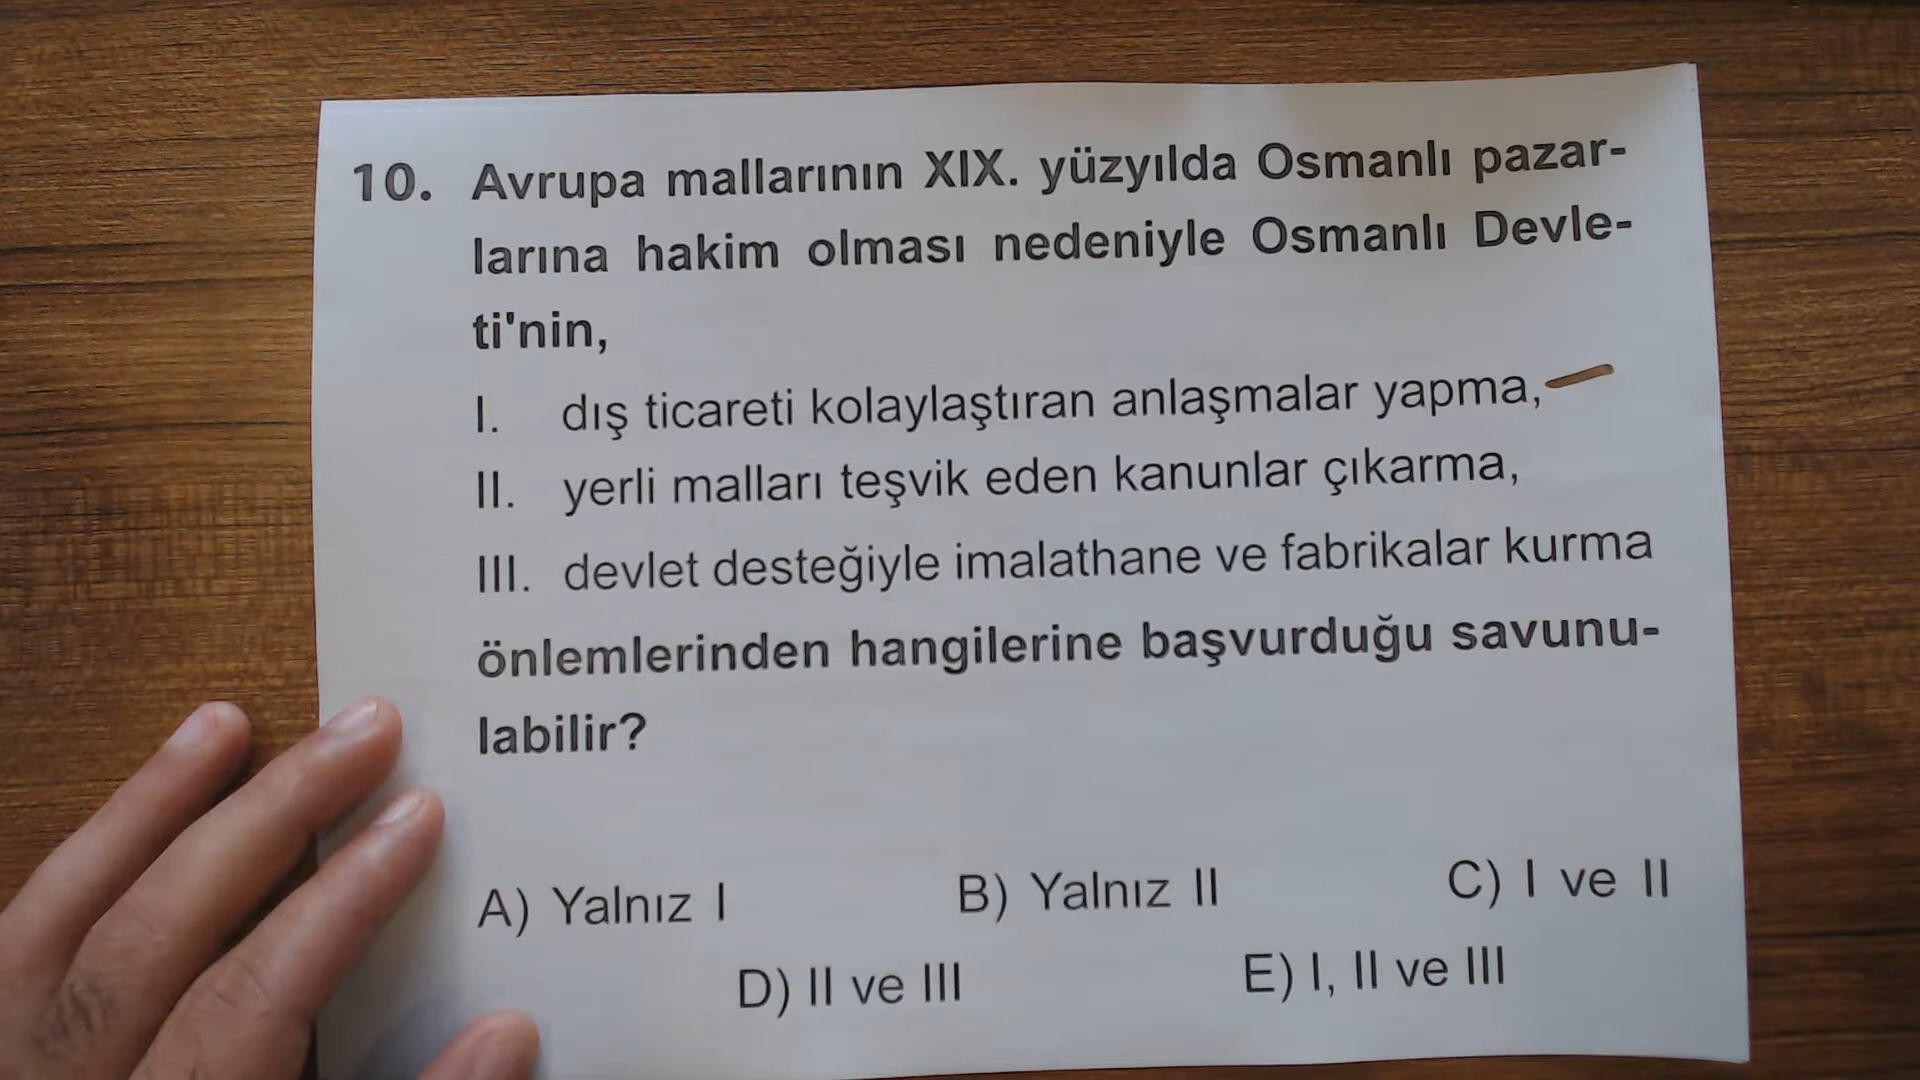 10. Avrupa mallarının XIX. yüzyılda Osmanlı pazar-
larına hakim olması nedeniyle Osmanlı Devle-
ti'nin,
I. dış ticareti kolaylaştıran anlaşmalar yapma,
II. yerli malları teşvik eden kanunlar çıkarma,
III. devlet desteğiyle imalathane ve fabrikalar kurma
önlemlerinden hangilerine başvurduğu savunu-
labilir?
A) Yalnız I B) Yalnız II C) I ve II
D) II ve III E) I, II ve III